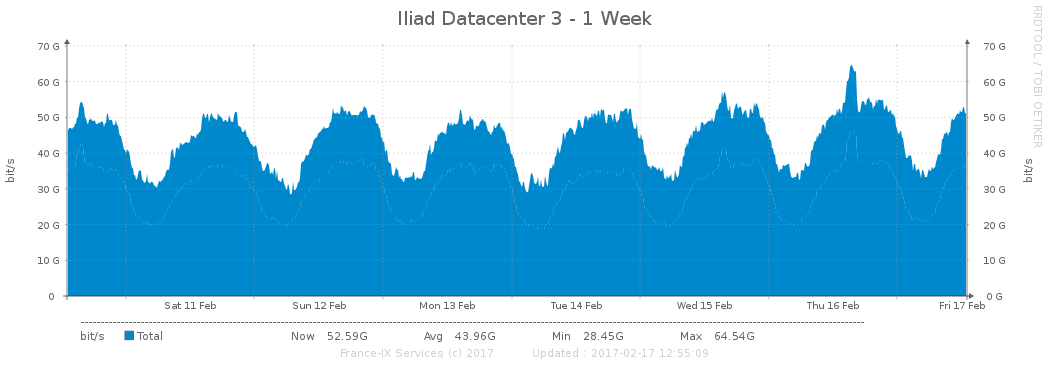 Iliad Datacenter 3 - 1 Week
RRDTOOL / TOBI OETIKER
70 G 70 G
60 G 60 G
50 G 50 G
40 G 40 G
30 G 30 G
20 G 20 G
10 G 10 G
0 0 G
bit/s bit/s
Sat 11 Feb Sun 12 Feb Mon 13 Feb Tue 14 Feb Wed 15 Feb Thu 16 Feb Fri 17 Feb
bit/s Total Now 52.59G Avg 43.96G Min 28.45G Max 64.54G
France-IX Services (c) 2017 Updated : 2017-02-17 12:55:09